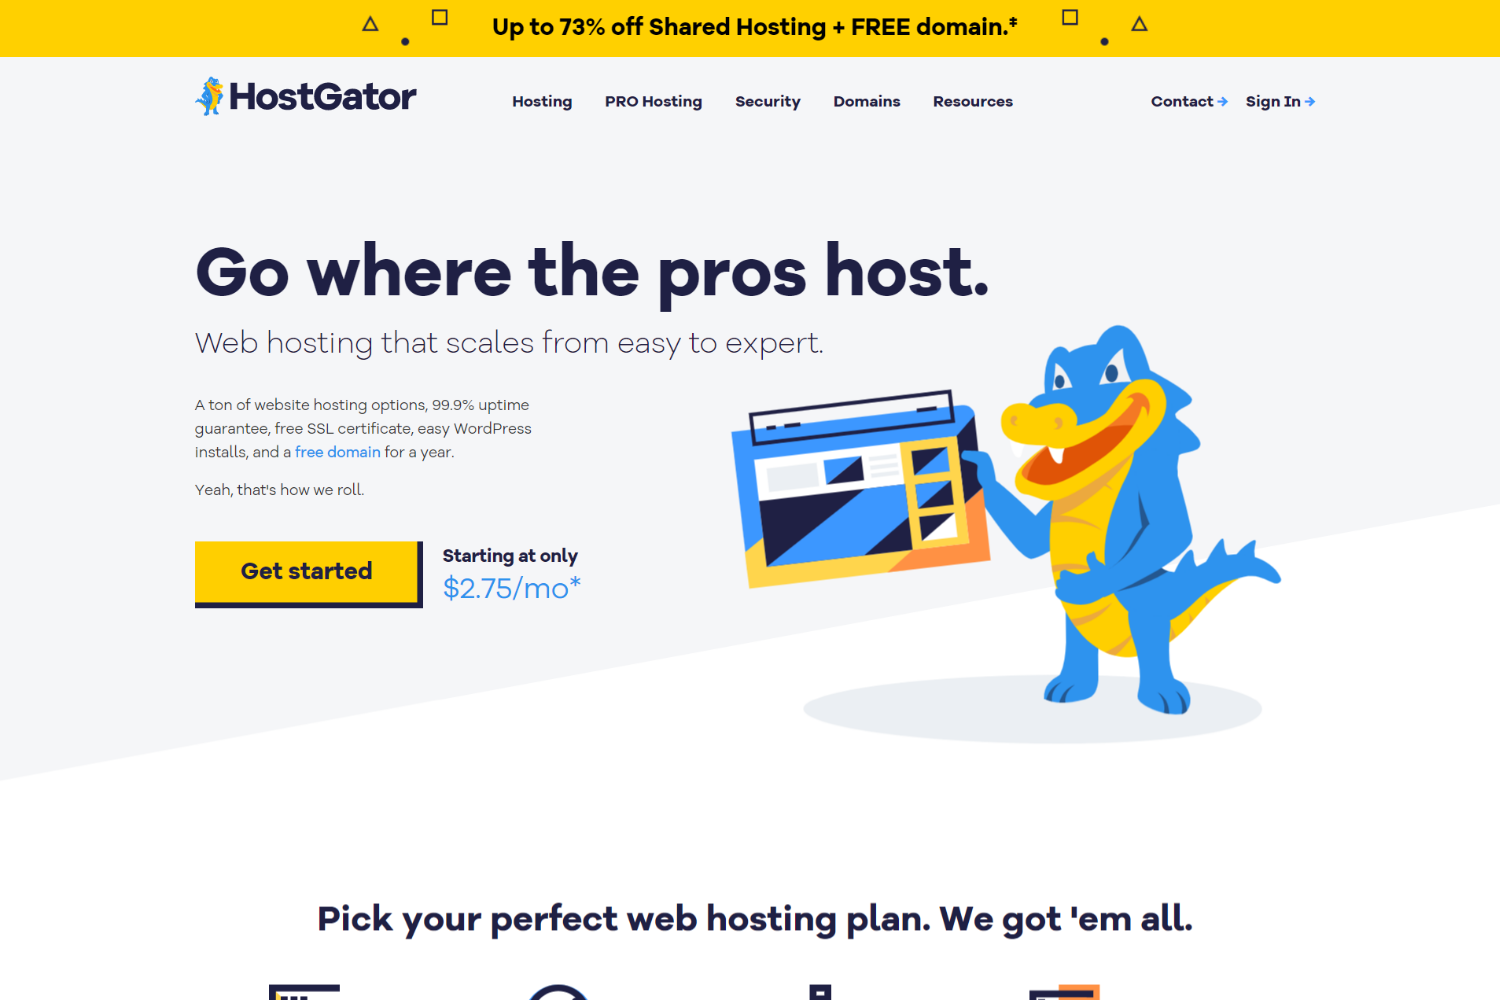 Up to 73% off Shared Hosting + FREE domain.‡
HostGator
Hosting
PRO Hosting
Security
Domains
Resources
Contact →
Sign In →
Go where the pros host.
Web hosting that scales from easy to expert.
A ton of website hosting options, 99.9% uptime
guarantee, free SSL certificate, easy WordPress
installs, and a free domain for a year.
Yeah, that's how we roll.
Get started
Starting at only
$2.75/mo*
Pick your perfect web hosting plan. We got 'em all.